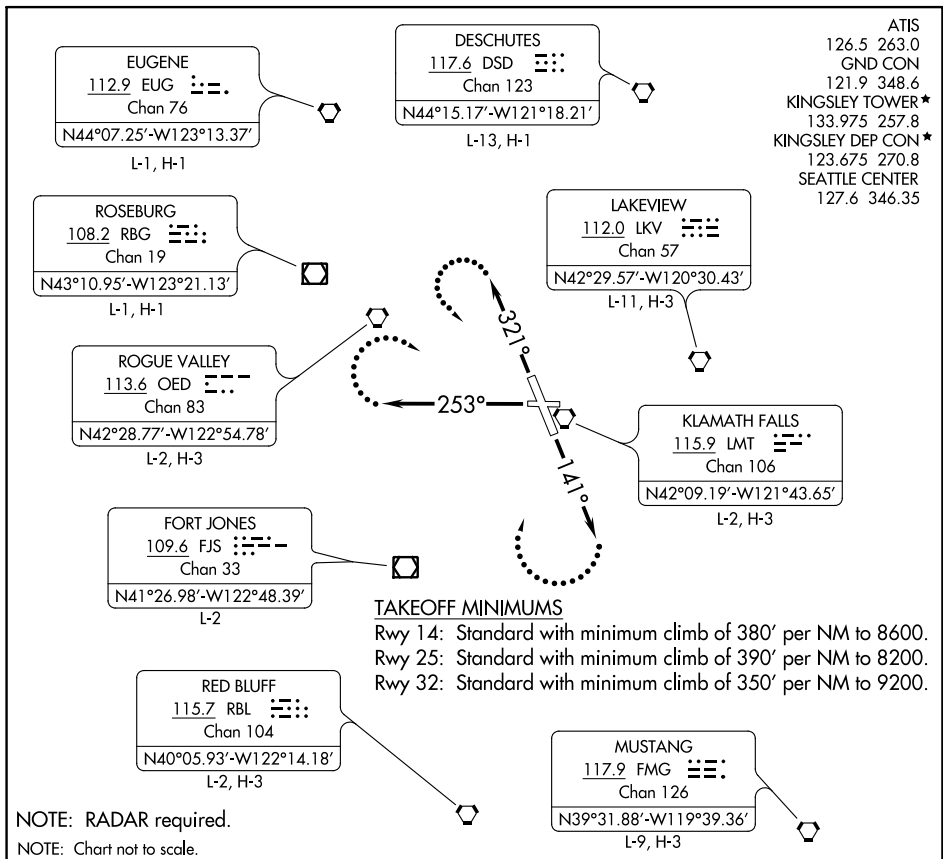 ATIS
126.5 263.0
GND CON
121.9 348.6
KINGSLEY TOWER★
133.975 257.8
KINGSLEY DEP CON★
123.675 270.8
SEATTLE CENTER
127.6 346.35
EUGENE
112.9 EUG
Chan 76
N44°07.25′-W123°13.37′
L-1, H-1
DESCHUTES
117.6 DSD
Chan 123
N44°15.17′-W121°18.21′
L-13, H-1
ROSEBURG
108.2 RBG
Chan 19
N43°10.95′-W123°21.13′
L-1, H-1
LAKEVIEW
112.0 LKV
Chan 57
N42°29.57′-W120°30.43′
L-11, H-3
ROGUE VALLEY
113.6 OED
Chan 83
N42°28.77′-W122°54.78′
L-2, H-3
321°
253°
141°
KLAMATH FALLS
115.9 LMT
Chan 106
N42°09.19′-W121°43.65′
L-2, H-3
FORT JONES
109.6 FJS
Chan 33
N41°26.98′-W122°48.39′
L-2
TAKEOFF MINIMUMS
Rwy 14: Standard with minimum climb of 380′ per NM to 8600.
Rwy 25: Standard with minimum climb of 390′ per NM to 8200.
Rwy 32: Standard with minimum climb of 350′ per NM to 9200.
RED BLUFF
115.7 RBL
Chan 104
N40°05.93′-W122°14.18′
L-2, H-3
MUSTANG
117.9 FMG
Chan 126
N39°31.88′-W119°39.36′
L-9, H-3
NOTE: RADAR required.
NOTE: Chart not to scale.